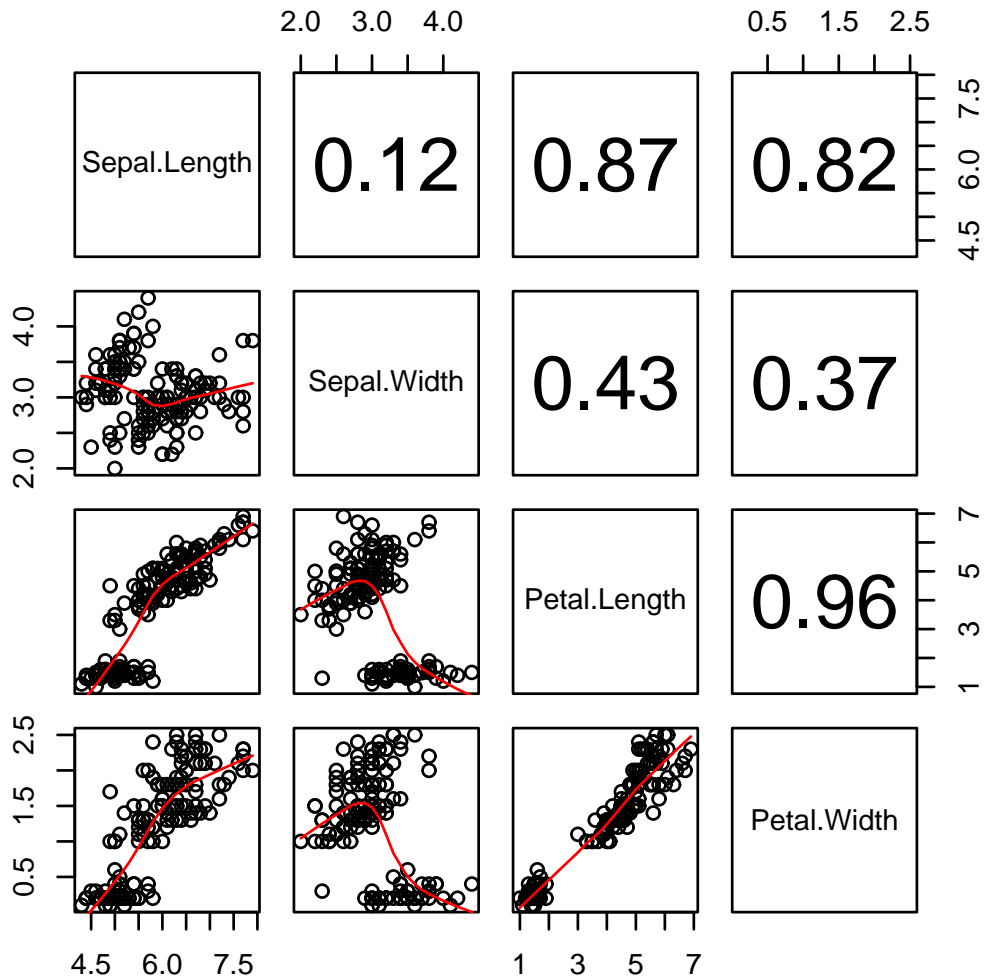 2.0 3.0 4.0 0.5 1.5 2.5
Sepal.Length 0.12 0.87 0.82
4.5 6.0 7.5
2.0 3.0 4.0
Sepal.Width 0.43 0.37
Petal.Length 0.96
1 3 5 7
0.5 1.5 2.5
Petal.Width
4.5 6.0 7.5 1 3 5 7